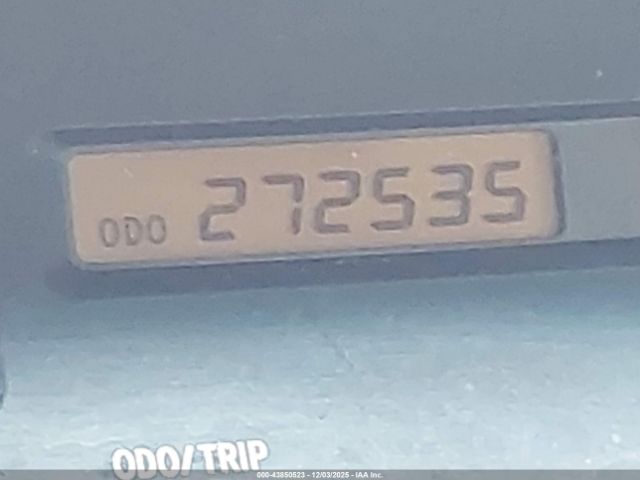 ODO 272535
ODO/TRIP
000-43850523 - 12/03/2025 - IAA Inc.